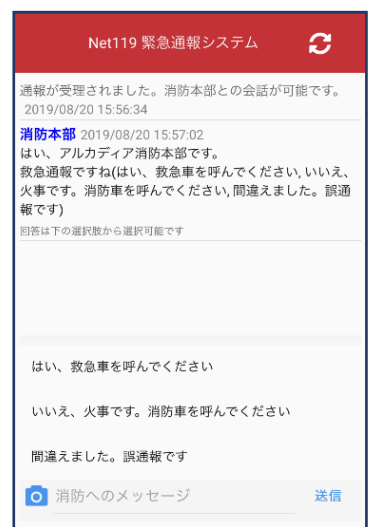 Net119 緊急通報システム
通報が受理されました。消防本部との会話が可能です。
2019/08/20 15:56:34
消防本部 2019/08/20 15:57:02
はい、アルカディア消防本部です。
救急通報ですね(はい、救急車を呼んでください, いいえ、
火事です。消防車を呼んでください, 間違えました。誤通
報です)
回答は下の選択肢から選択可能です
はい、救急車を呼んでください
いいえ、火事です。消防車を呼んでください
間違えました。誤通報です
消防へのメッセージ 送信